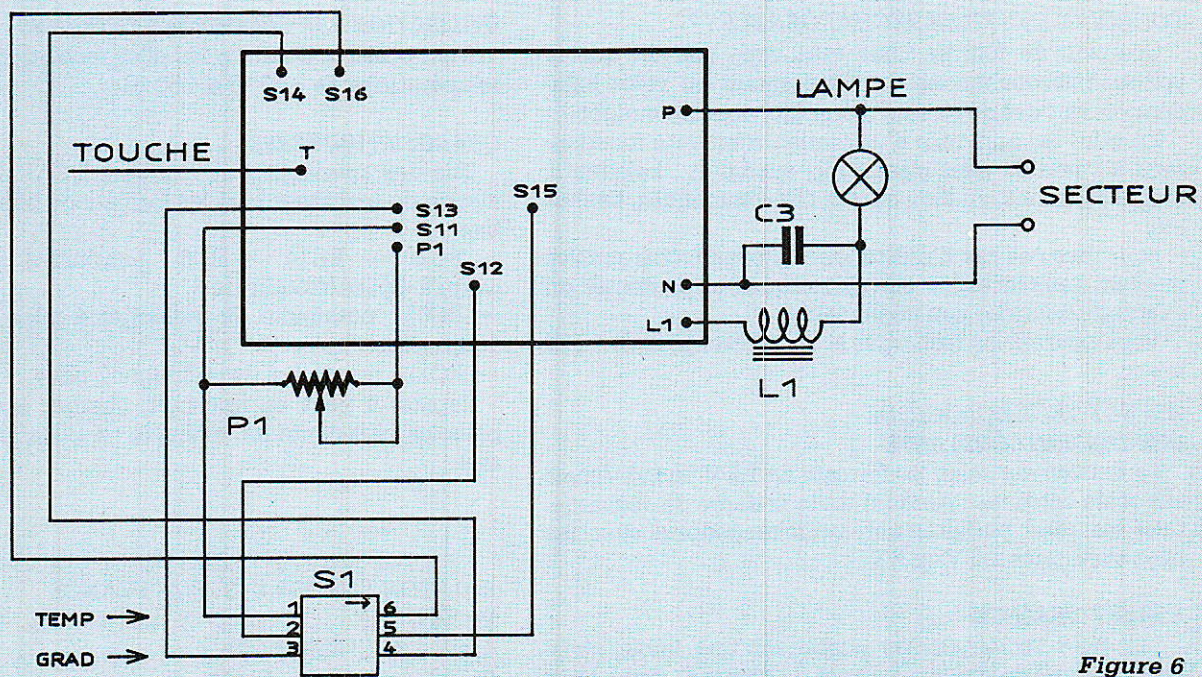 S14 S16
LAMPE
P
TOUCHE T
S15
SECTEUR
S13
S11
P1
C3
S12
N
L1
L1
P1
S1
1 6
TEMP 2 5
GRAD 3 4
Figure 6